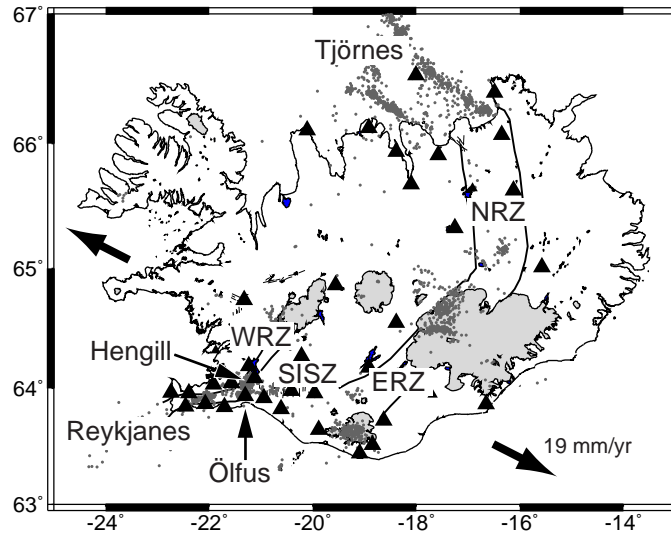 67°
Tjörnes
66°
NRZ
65°
WRZ
Hengill
SISZ
ERZ
64°
Reykjanes
19 mm/yr
Ölfus
63°
-24 -22 -20 -18 -16 -14